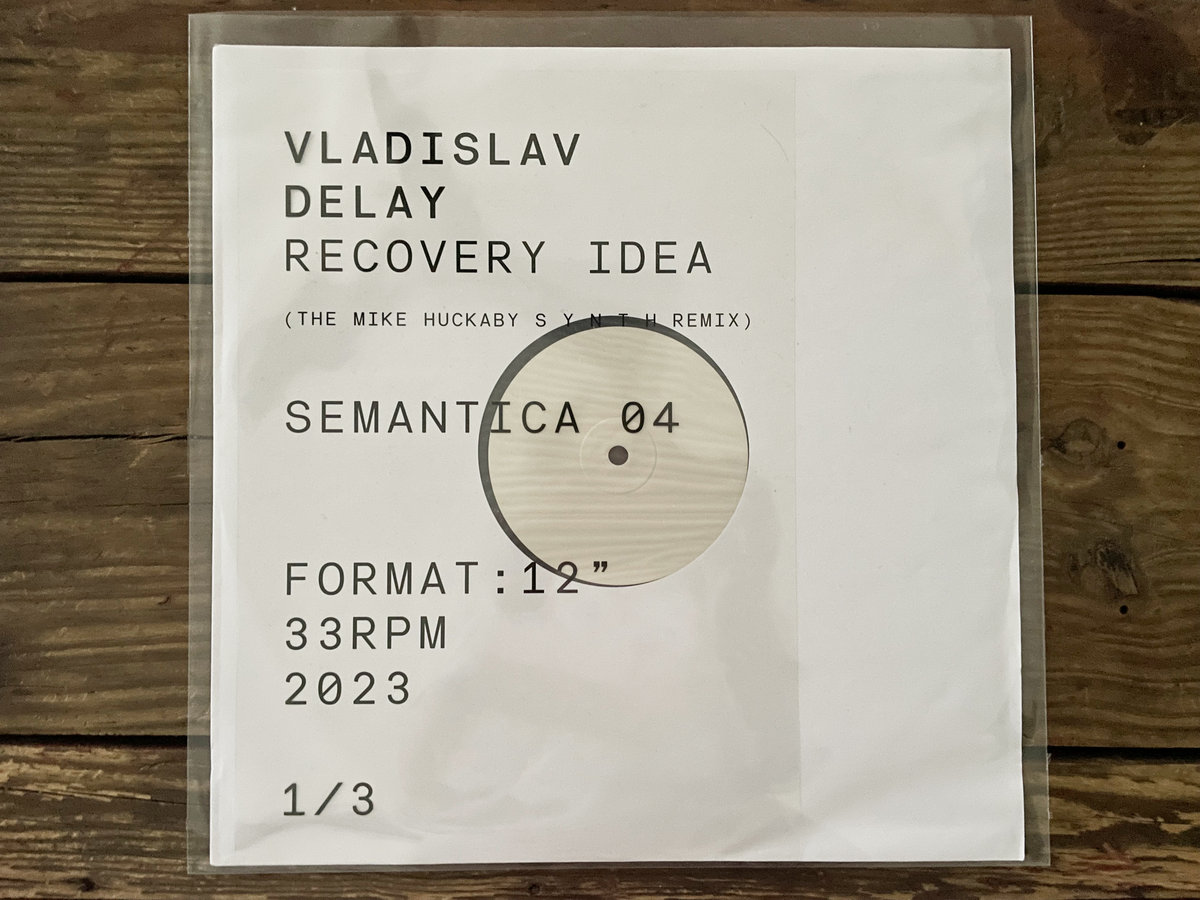 VLADISLAV
DELAY
RECOVERY IDEA
(THE MIKE HUCKABY S Y N T H REMIX)
SEMANTICA 04
FORMAT:12”
33RPM
2023
1/3